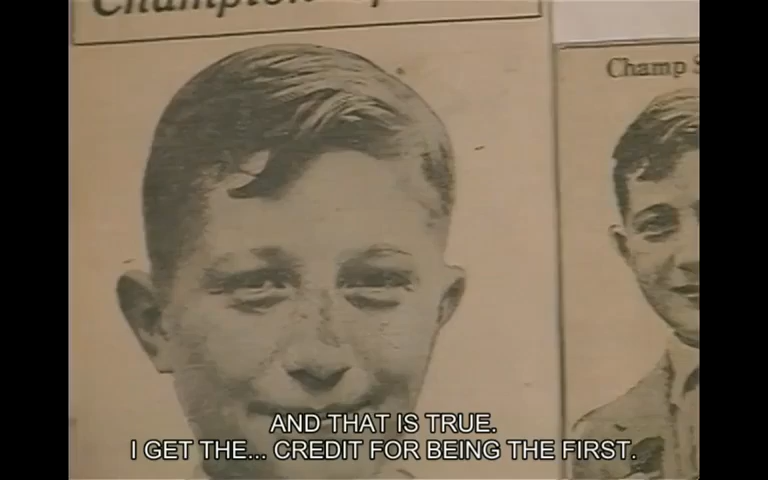 Champ
AND THAT IS TRUE.
I GET THE... CREDIT FOR BEING THE FIRST.